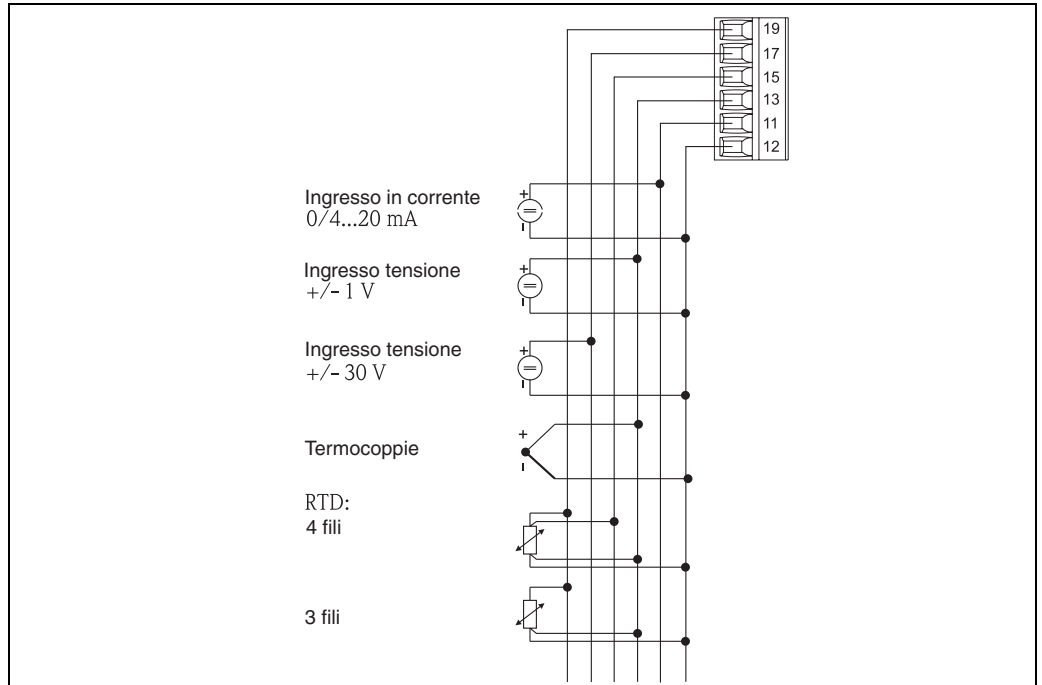 19
17
15
13
11
12
Ingresso in corrente
0/4...20 mA
+
Ingresso tensione
+/- 1 V
+
Ingresso tensione
+/- 30 V
+
Termocoppie
+
RTD:
4 fili
3 fili